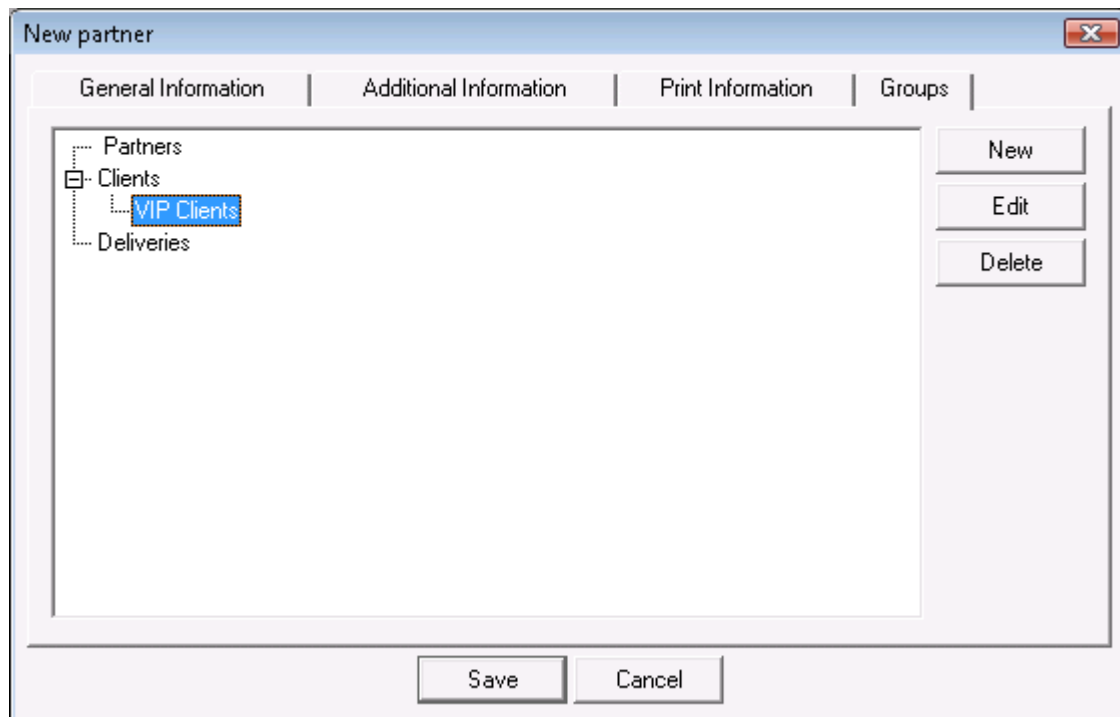 New partner
General Information Additional Information Print Information Groups
Partners
Clients
VIP Clients
Deliveries
New
Edit
Delete
Save Cancel